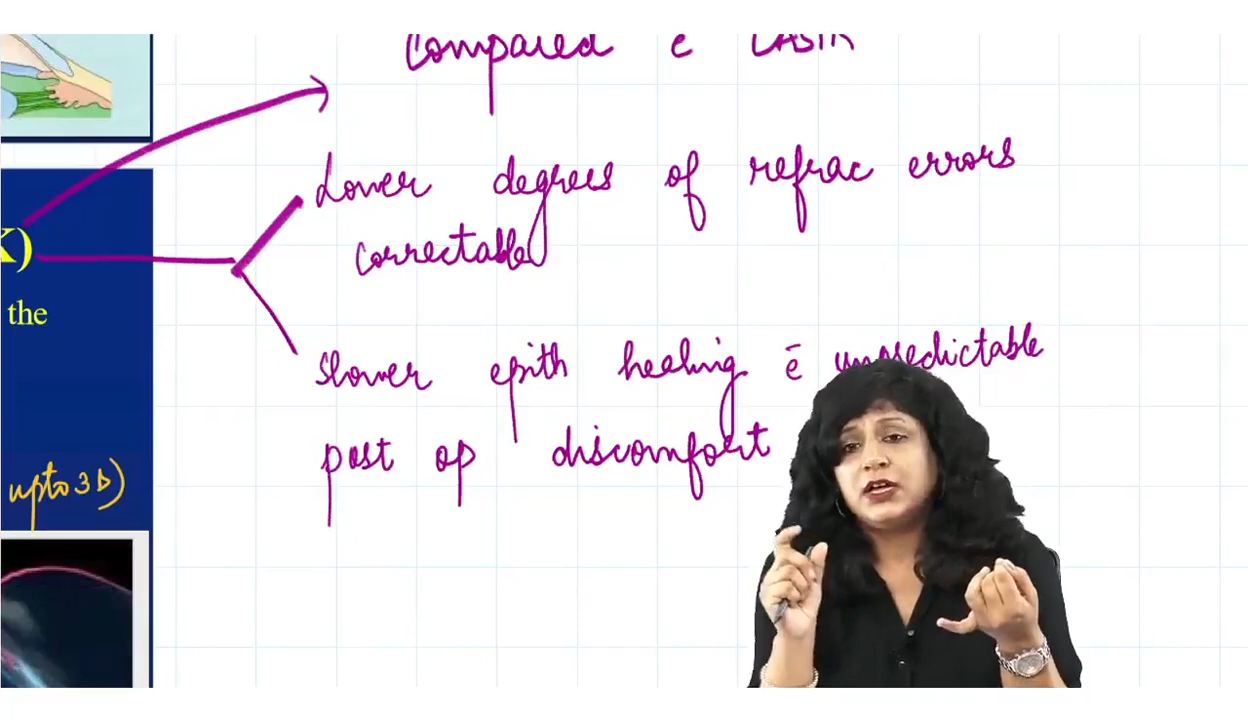 Compared c̄ LASIK
Lower degrees of refrac errors
correctable
Slower epith healing c̄ unpredictable
post op discomfort
K)
the
upto 3D)